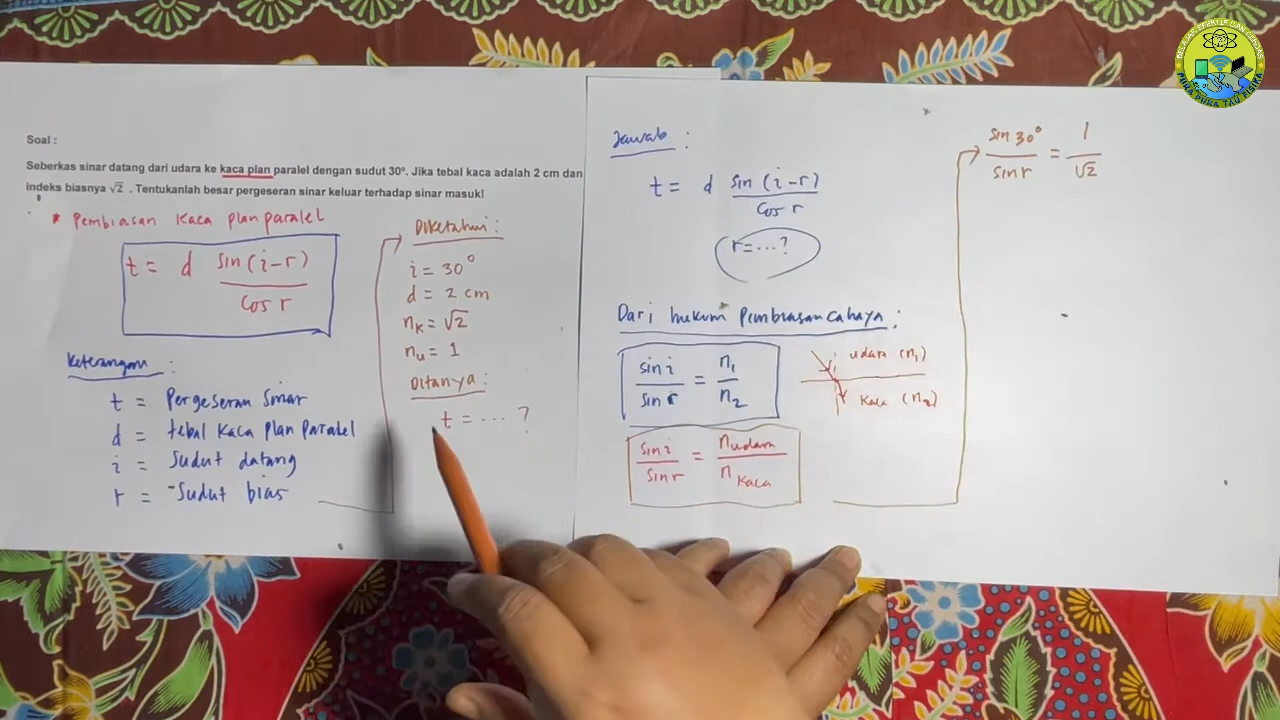 Soal :
Seberkas sinar datang dari udara ke kaca plan paralel dengan sudut 30°. Jika tebal kaca adalah 2 cm dan
indeks biasnya √2 . Tentukanlah besar pergeseran sinar keluar terhadap sinar masuk!
* Pembiasan Kaca plan paralel
t = d sin (i-r) / cos r
Keterangan :
t = Pergeseran Sinar
d = tebal Kaca plan Paralel
i = Sudut datang
r = Sudut bias
Diketahui :
i = 30°
d = 2 cm
nK = √2
nu = 1
Ditanya :
t = ... ?
Jawab :
t = d sin (i-r) / cos r
r = ... ?
Dari hukum Pembiasan Cahaya :
sin i / sin r = n1 / n2
udara (n1)
Kaca (n2)
sin i / sin r = n udara / n Kaca
sin 30° / sin r = 1 / √2